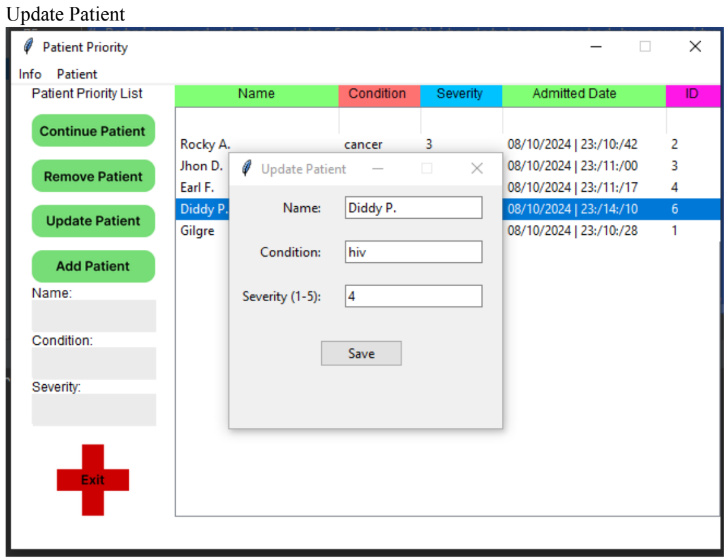 Update Patient
Patient Priority
Info Patient
Patient Priority List
Name Condition Severity Admitted Date ID
Continue Patient
Remove Patient
Update Patient
Add Patient
Name:
Condition:
Severity:
Exit
Rocky A. cancer 3 08/10/2024 | 23:/10:/42 2
Jhon D. 08/10/2024 | 23:/11:/00 3
Earl F. 08/10/2024 | 23:/11:/17 4
Diddy P. 08/10/2024 | 23:/14:/10 6
Gilgre 08/10/2024 | 23:/10:/28 1
Update Patient
Name: Diddy P.
Condition: hiv
Severity (1-5): 4
Save